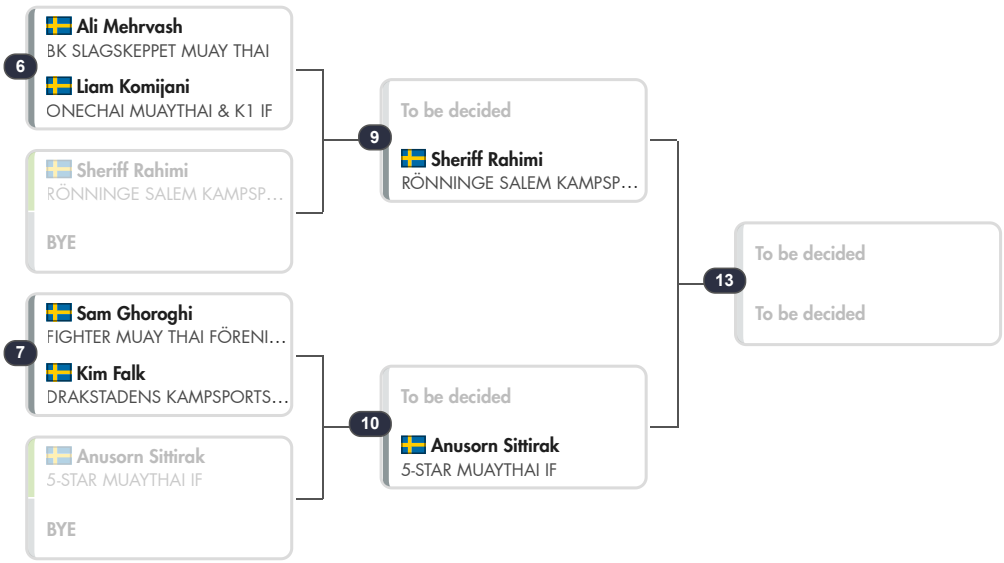 Ali Mehrvash
BK SLAGSKEPPET MUAY THAI
6
Liam Komijani
ONECHAI MUAYTHAI & K1 IF
Sheriff Rahimi
RÖNNINGE SALEM KAMPSP...
BYE
Sam Ghoroghi
FIGHTER MUAY THAI FÖRENI...
7
Kim Falk
DRAKSTADENS KAMPSPORTS...
Anusorn Sittirak
5-STAR MUAYTHAI IF
BYE
To be decided
9
Sheriff Rahimi
RÖNNINGE SALEM KAMPSP...
To be decided
10
Anusorn Sittirak
5-STAR MUAYTHAI IF
To be decided
13
To be decided